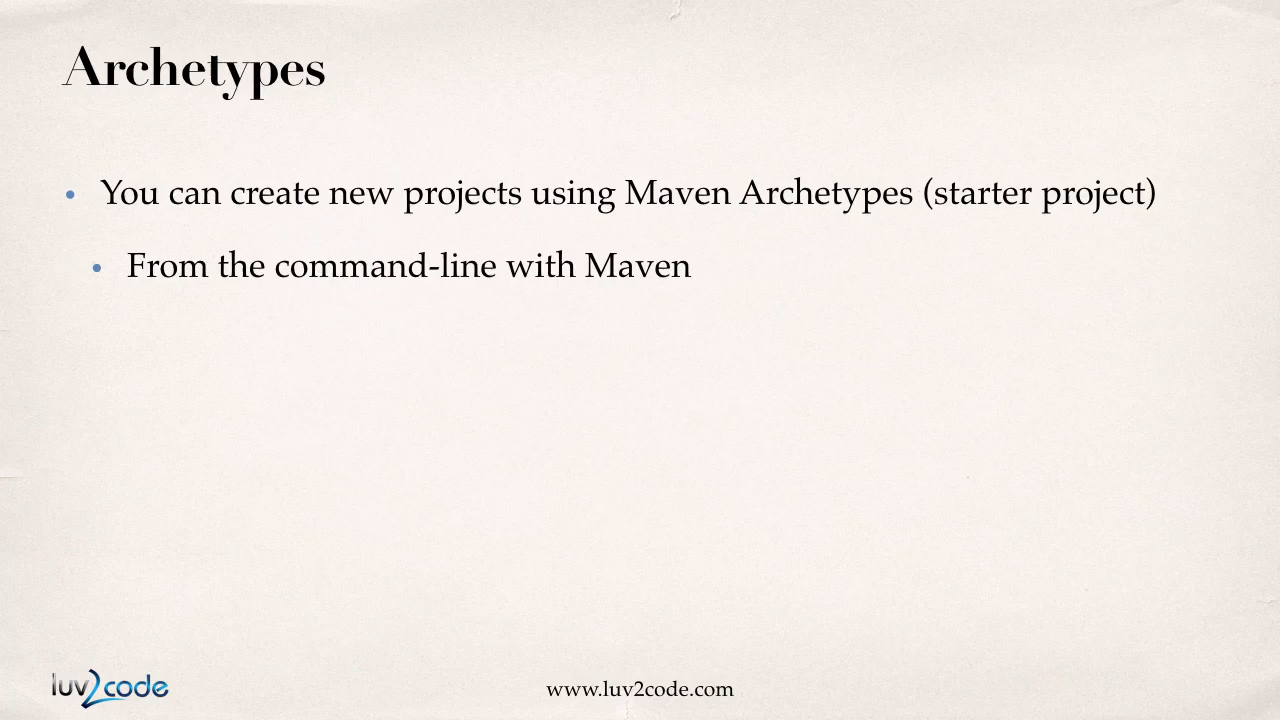 Archetypes
• You can create new projects using Maven Archetypes (starter project)
• From the command-line with Maven
luv2code
www.luv2code.com